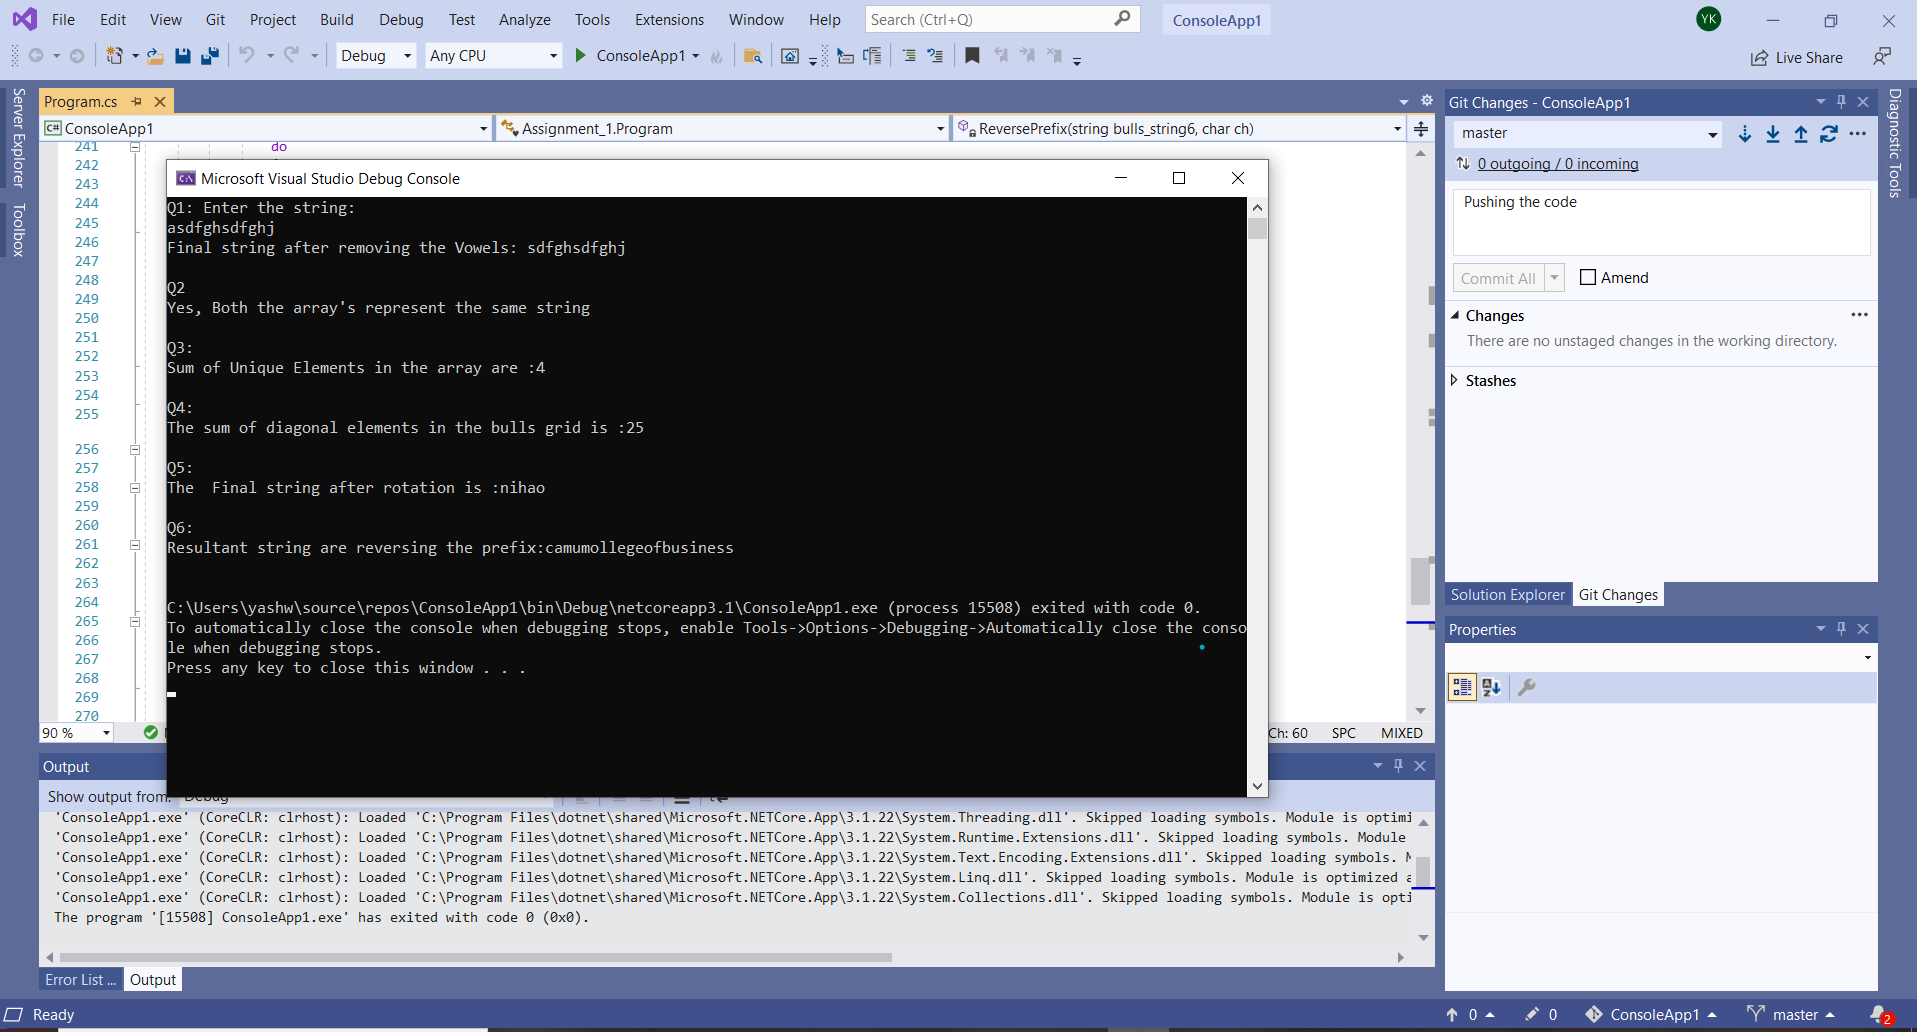 File Edit View Git Project Build Debug Test Analyze Tools Extensions Window Help Search (Ctrl+Q) ConsoleApp1 YK
Debug Any CPU ConsoleApp1 Live Share
Server Explorer
Toolbox
Program.cs
ConsoleApp1 Assignment_1.Program ReversePrefix(string bulls_string6, char ch)
241 do
242
243
244
245
246
247
248
249
250
251
252
253
254
255
256
257
258
259
260
261
262
263
264
265
266
267
268
269
270
Microsoft Visual Studio Debug Console
Q1: Enter the string:
asdfghsdfghj
Final string after removing the Vowels: sdfghsdfghj
Q2
Yes, Both the array's represent the same string
Q3:
Sum of Unique Elements in the array are :4
Q4:
The sum of diagonal elements in the bulls grid is :25
Q5:
The  Final string after rotation is :nihao
Q6:
Resultant string are reversing the prefix:camumollegeofbusiness
C:\Users\yashw\source\repos\ConsoleApp1\bin\Debug\netcoreapp3.1\ConsoleApp1.exe (process 15508) exited with code 0.
To automatically close the console when debugging stops, enable Tools->Options->Debugging->Automatically close the conso
le when debugging stops.
Press any key to close this window . . .
90 % Ch: 60 SPC MIXED
Output
Show output from: Debug
'ConsoleApp1.exe' (CoreCLR: clrhost): Loaded 'C:\Program Files\dotnet\shared\Microsoft.NETCore.App\3.1.22\System.Threading.dll'. Skipped loading symbols. Module is optimi
'ConsoleApp1.exe' (CoreCLR: clrhost): Loaded 'C:\Program Files\dotnet\shared\Microsoft.NETCore.App\3.1.22\System.Runtime.Extensions.dll'. Skipped loading symbols. Module
'ConsoleApp1.exe' (CoreCLR: clrhost): Loaded 'C:\Program Files\dotnet\shared\Microsoft.NETCore.App\3.1.22\System.Text.Encoding.Extensions.dll'. Skipped loading symbols. M
'ConsoleApp1.exe' (CoreCLR: clrhost): Loaded 'C:\Program Files\dotnet\shared\Microsoft.NETCore.App\3.1.22\System.Linq.dll'. Skipped loading symbols. Module is optimized a
'ConsoleApp1.exe' (CoreCLR: clrhost): Loaded 'C:\Program Files\dotnet\shared\Microsoft.NETCore.App\3.1.22\System.Collections.dll'. Skipped loading symbols. Module is opti
The program '[15508] ConsoleApp1.exe' has exited with code 0 (0x0).
Error List ... Output
Git Changes - ConsoleApp1
master
0 outgoing / 0 incoming
Pushing the code
Commit All Amend
Changes
There are no unstaged changes in the working directory.
Stashes
Solution Explorer Git Changes
Properties
Diagnostic Tools
Ready 0 0 ConsoleApp1 master 2